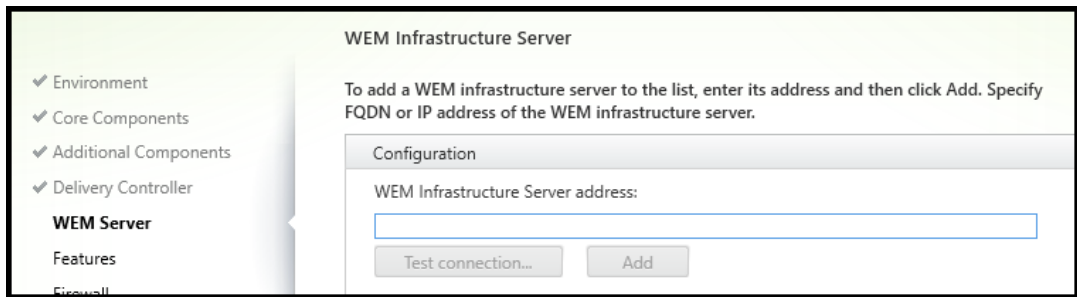 WEM Infrastructure Server
Environment
Core Components
Additional Components
Delivery Controller
WEM Server
Features
Firewall
To add a WEM infrastructure server to the list, enter its address and then click Add. Specify
FQDN or IP address of the WEM infrastructure server.
Configuration
WEM Infrastructure Server address:
Test connection...
Add